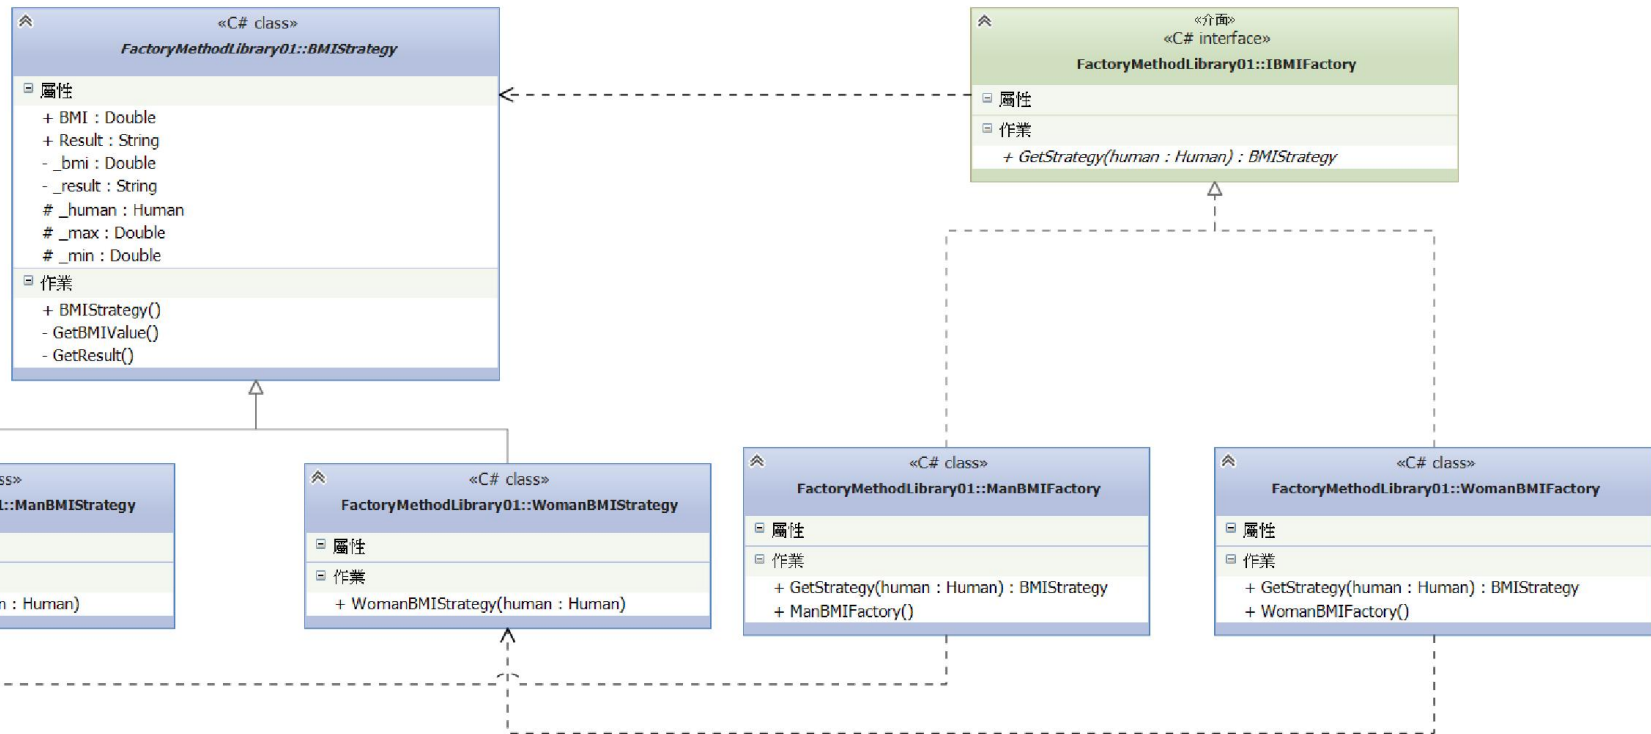 «C# class»
FactoryMethodLibrary01::BMIStrategy
屬性
+ BMI : Double
+ Result : String
- _bmi : Double
- _result : String
# _human : Human
# _max : Double
# _min : Double
作業
+ BMIStrategy()
- GetBMIValue()
- GetResult()
«介面»
«C# interface»
FactoryMethodLibrary01::IBMIFactory
屬性
作業
+ GetStrategy(human : Human) : BMIStrategy
ss»
::ManBMIStrategy
n : Human)
«C# class»
FactoryMethodLibrary01::WomanBMIStrategy
屬性
作業
+ WomanBMIStrategy(human : Human)
«C# class»
FactoryMethodLibrary01::ManBMIFactory
屬性
作業
+ GetStrategy(human : Human) : BMIStrategy
+ ManBMIFactory()
«C# class»
FactoryMethodLibrary01::WomanBMIFactory
屬性
作業
+ GetStrategy(human : Human) : BMIStrategy
+ WomanBMIFactory()